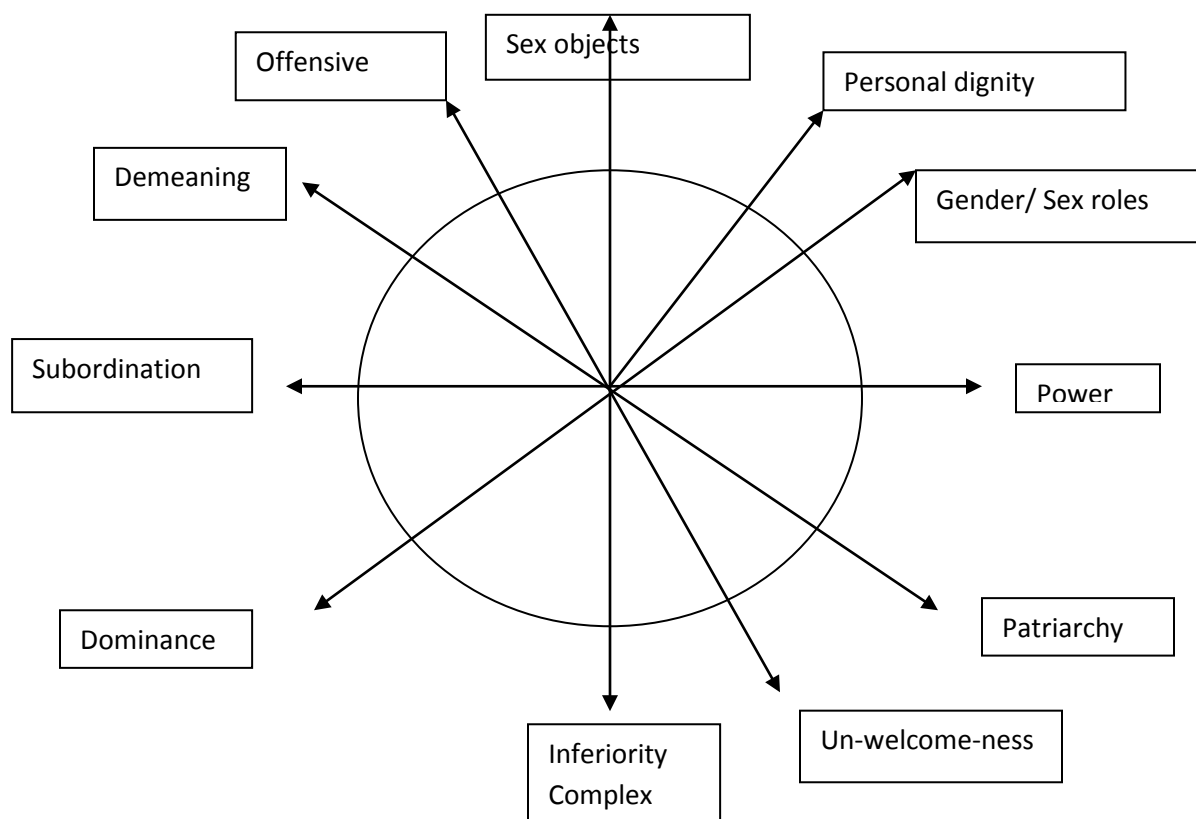 Sex objects
Offensive
Personal dignity
Demeaning
Gender/ Sex roles
Subordination
Power
Dominance
Patriarchy
Un-welcome-ness
Inferiority
Complex